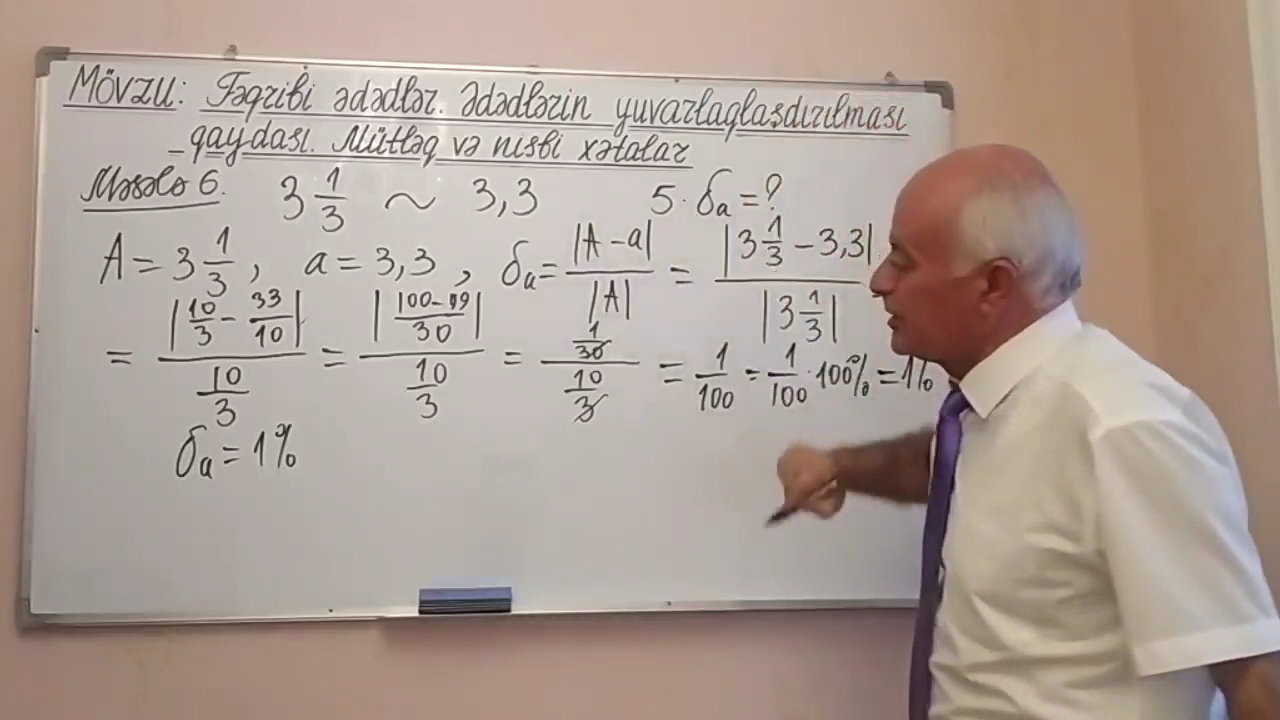 MÖVZU: Təqribi ədədlər. Ədədlərin yuvarlaqlaşdırılması
qaydası. Mütləq və nisbi xətalar
Məsələ 6. 3 1/3 ~ 3,3 5·δₐ = ?
A = 3 1/3, a = 3,3, δₐ = |A - a| / |A| = |3 1/3 - 3,3| / |3 1/3|
= |10/3 - 33/10| / (10/3) = |(100-99)/30| / (10/3) = (1/30) / (10/3) = 1/100 = 1/100 · 100% = 1%
δₐ = 1%